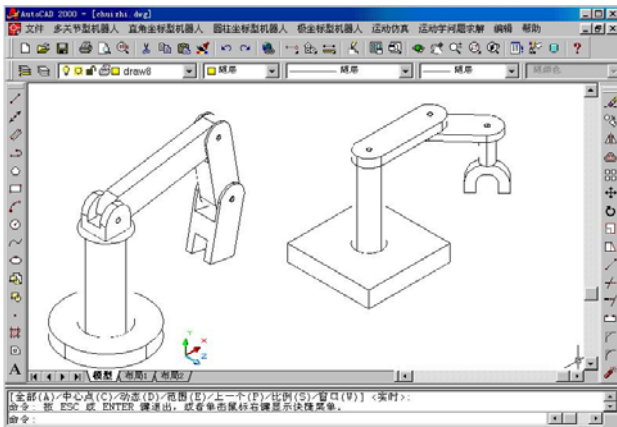 AutoCAD 2000 - [chuizhi.dwg]
文件 多关节型机器人 直角坐标型机器人 圆柱坐标型机器人 极坐标型机器人 运动仿真 运动学问题求解 编辑 帮助
draw8 随层 随层 随层 随颜色
Y
X
Z
A
模型 布局1 布局2
[全部(A)/中心点(C)/动态(D)/范围(E)/上一个(P)/比例(S)/窗口(W)] <实时>:
命令: 按 ESC 或 ENTER 键退出，或者单击鼠标右键显示快捷菜单。
命令: